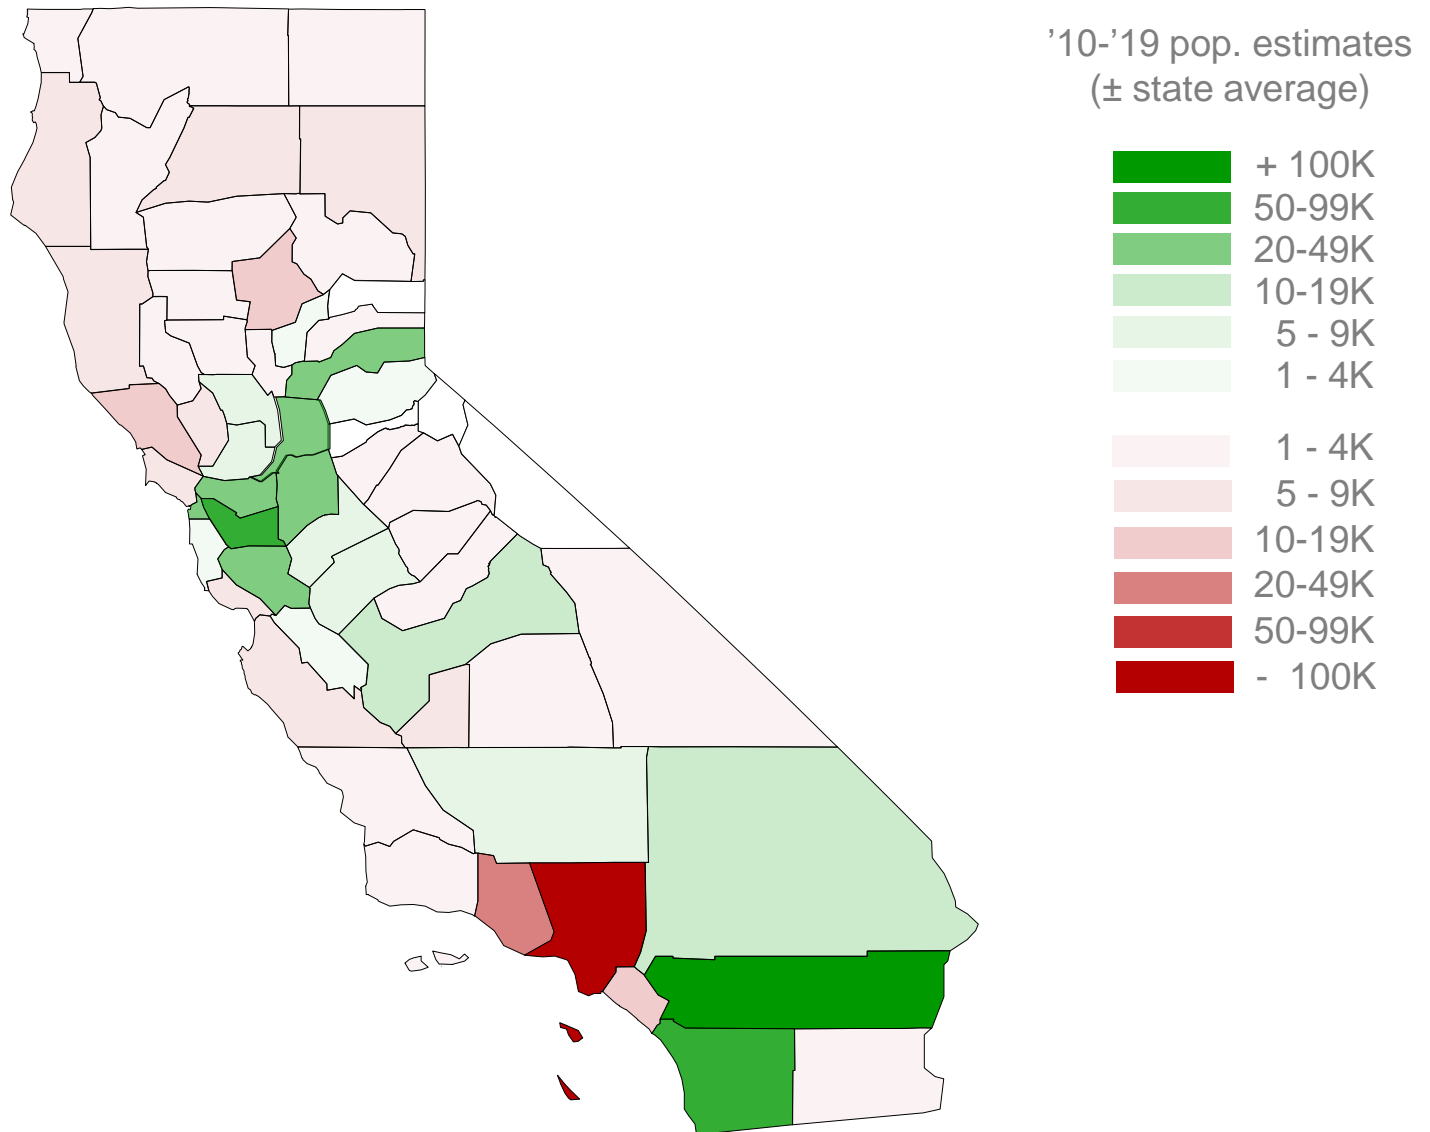 ’10-’19 pop. estimates
(± state average)
+ 100K
50-99K
20-49K
10-19K
5 - 9K
1 - 4K
1 - 4K
5 - 9K
10-19K
20-49K
50-99K
- 100K